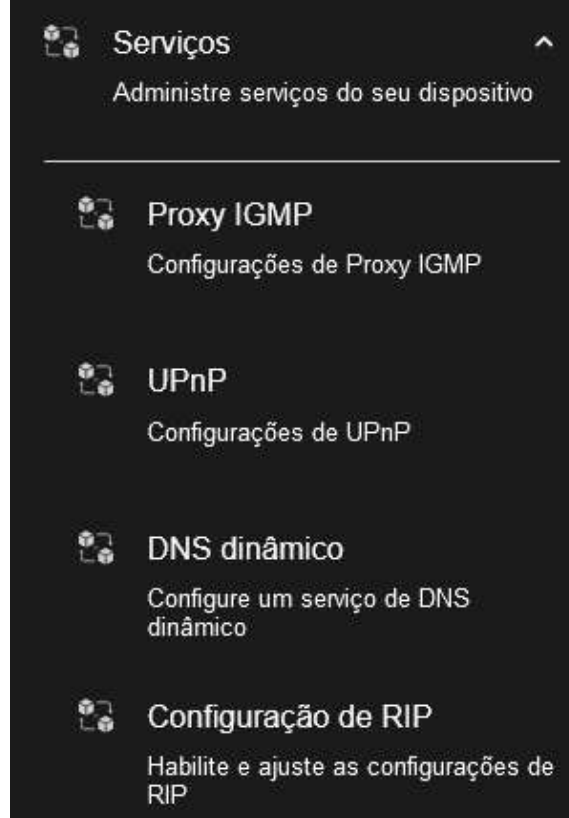 Serviços
Administre serviços do seu dispositivo
Proxy IGMP
Configurações de Proxy IGMP
UPnP
Configurações de UPnP
DNS dinâmico
Configure um serviço de DNS
dinâmico
Configuração de RIP
Habilite e ajuste as configurações de
RIP